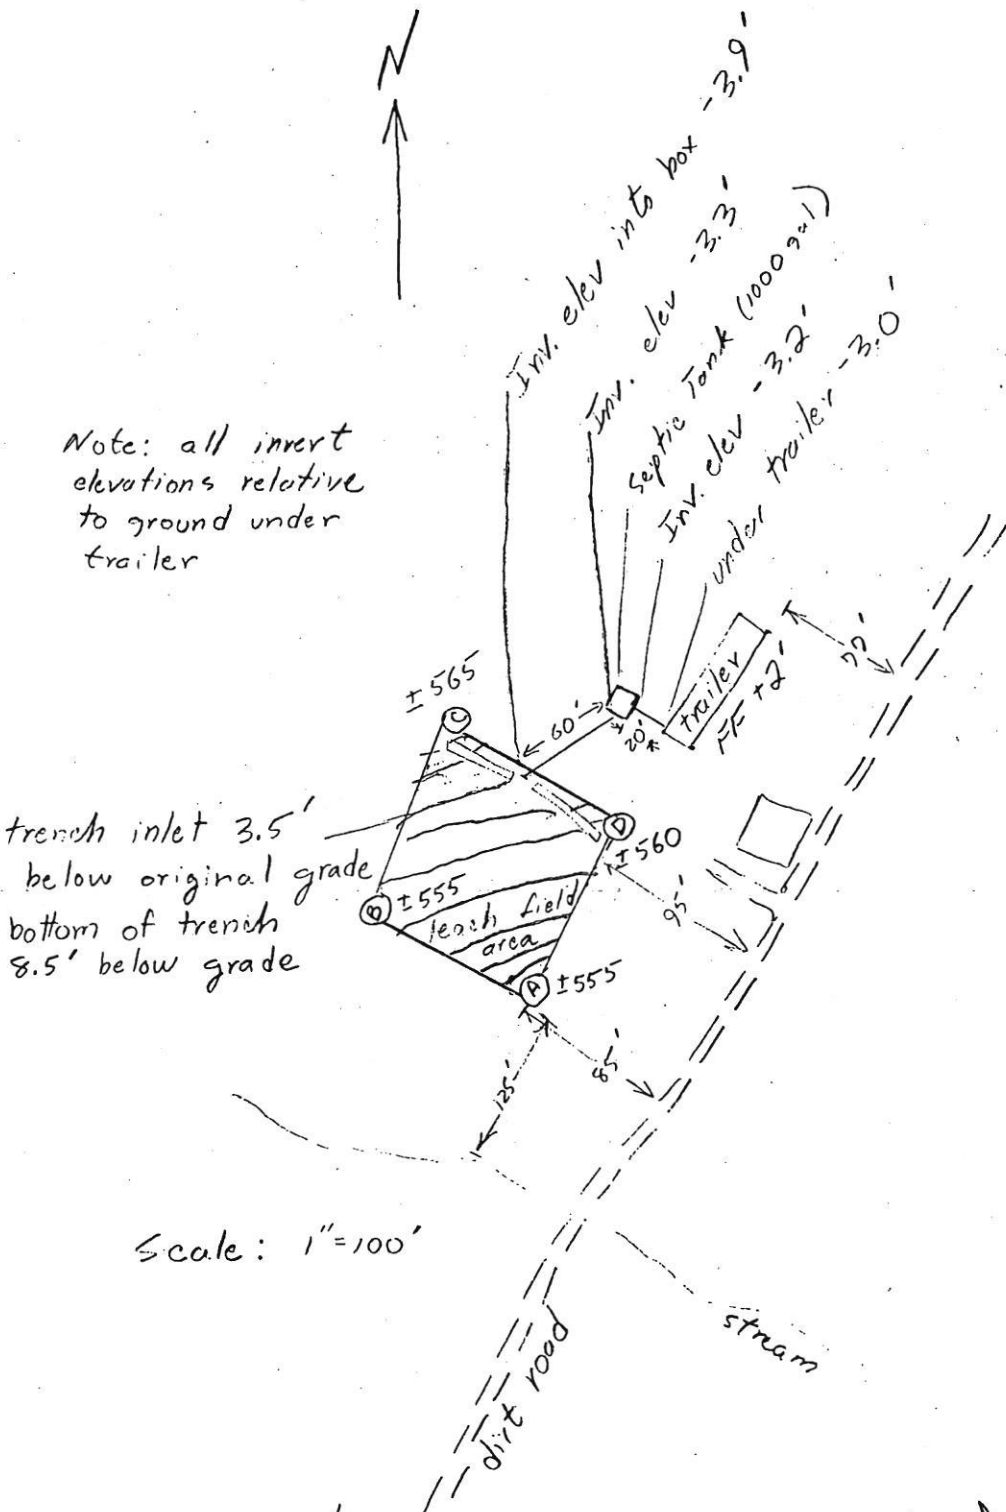 N
Inv. elev into box -3.9'
Inv. elev -3.3'
Septic Tank (1000 gal)
Inv. elev -3.2'
under trailer -3.0'
Note: all invert
elevations relative
to ground under
trailer
trailer
FF +2'
77'
60'
20'
± 565
C
D
± 560
trench inlet 3.5'
below original grade
bottom of trench
8.5' below grade
B
± 555
leach field
area
95'
A
± 555
85'
125'
Scale: 1"=100'
stream
dirt road